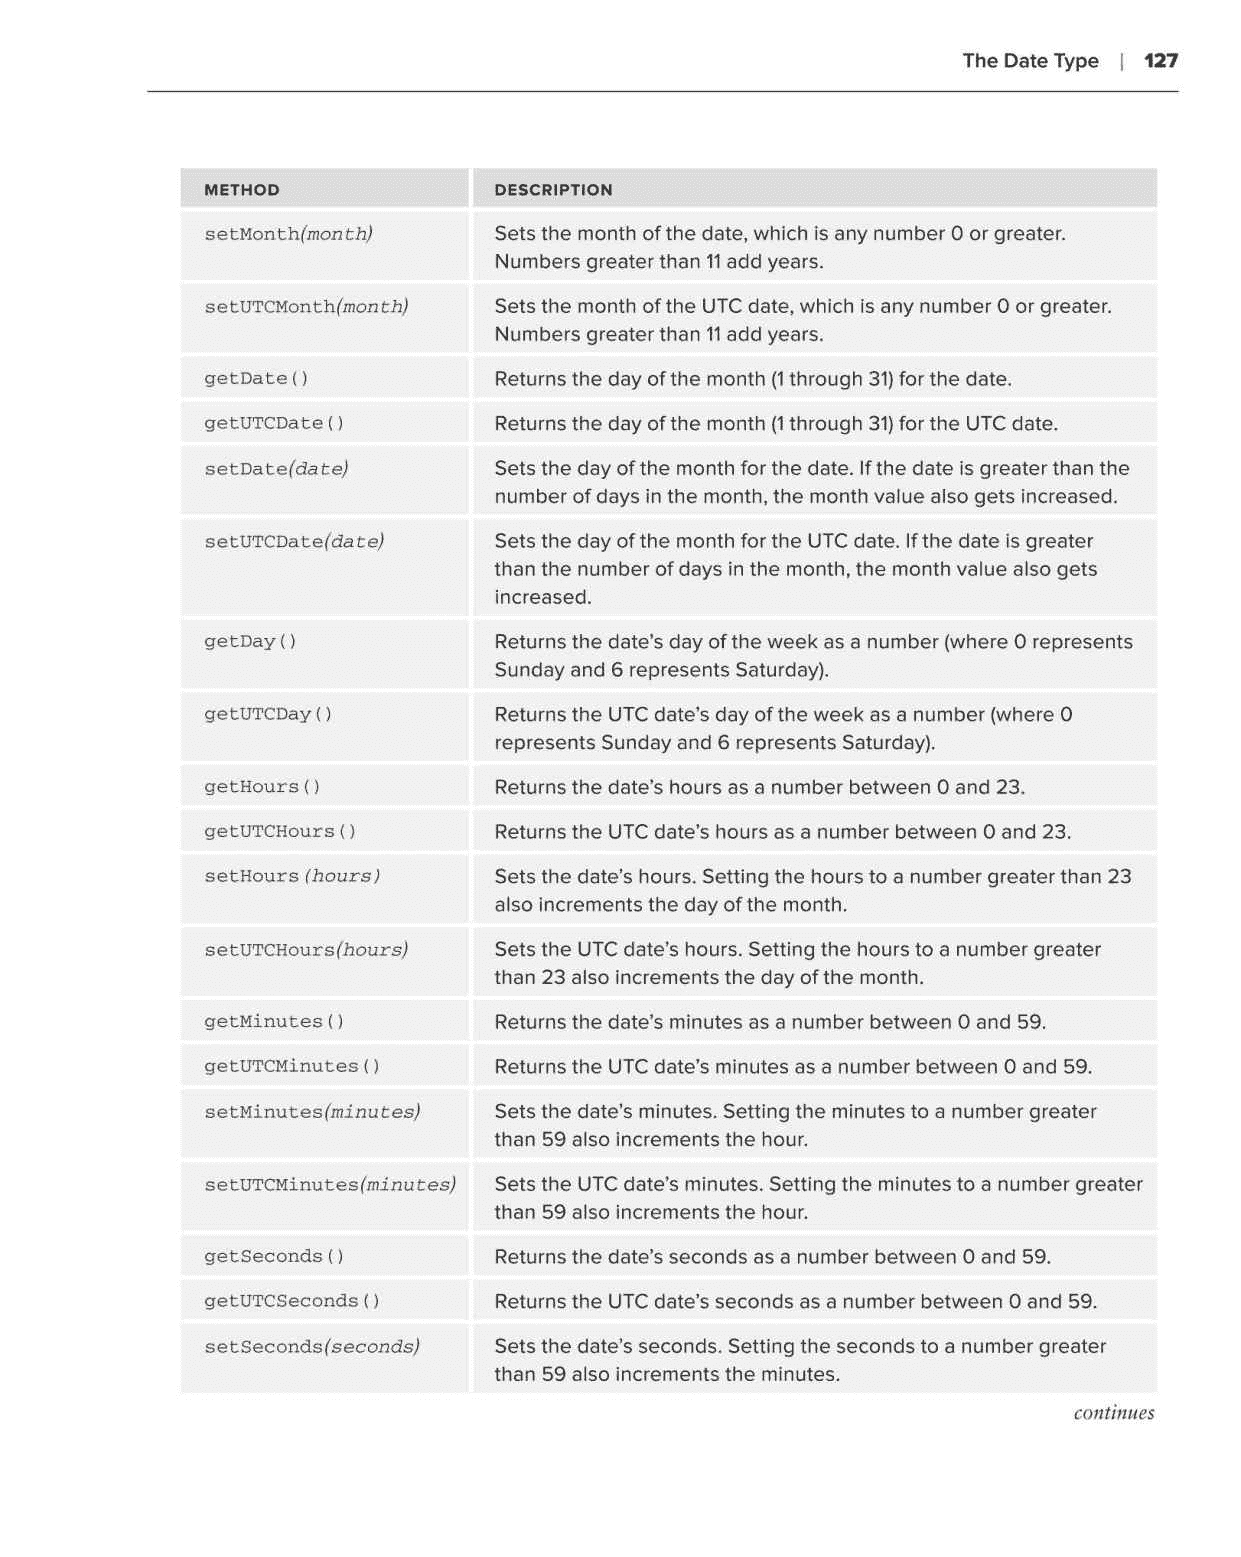 The Date Type | 127
METHOD DESCRIPTION
setMonth(month) Sets the month of the date, which is any number 0 or greater.
Numbers greater than 11 add years.
setUTCMonth(month) Sets the month of the UTC date, which is any number 0 or greater.
Numbers greater than 11 add years.
getDate() Returns the day of the month (1 through 31) for the date.
getUTCDate() Returns the day of the month (1 through 31) for the UTC date.
setDate(date) Sets the day of the month for the date. If the date is greater than the
number of days in the month, the month value also gets increased.
setUTCDate(date) Sets the day of the month for the UTC date. If the date is greater
than the number of days in the month, the month value also gets
increased.
getDay() Returns the date’s day of the week as a number (where 0 represents
Sunday and 6 represents Saturday).
getUTCDay() Returns the UTC date’s day of the week as a number (where 0
represents Sunday and 6 represents Saturday).
getHours() Returns the date’s hours as a number between 0 and 23.
getUTCHours() Returns the UTC date’s hours as a number between 0 and 23.
setHours(hours) Sets the date’s hours. Setting the hours to a number greater than 23
also increments the day of the month.
setUTCHours(hours) Sets the UTC date’s hours. Setting the hours to a number greater
than 23 also increments the day of the month.
getMinutes() Returns the date’s minutes as a number between 0 and 59.
getUTCMinutes() Returns the UTC date’s minutes as a number between 0 and 59.
setMinutes(minutes) Sets the date’s minutes. Setting the minutes to a number greater
than 59 also increments the hour.
setUTCMinutes(minutes) Sets the UTC date’s minutes. Setting the minutes to a number greater
than 59 also increments the hour.
getSeconds() Returns the date’s seconds as a number between 0 and 59.
getUTCSeconds() Returns the UTC date’s seconds as a number between 0 and 59.
setSeconds(seconds) Sets the date’s seconds. Setting the seconds to a number greater
than 59 also increments the minutes.
continues